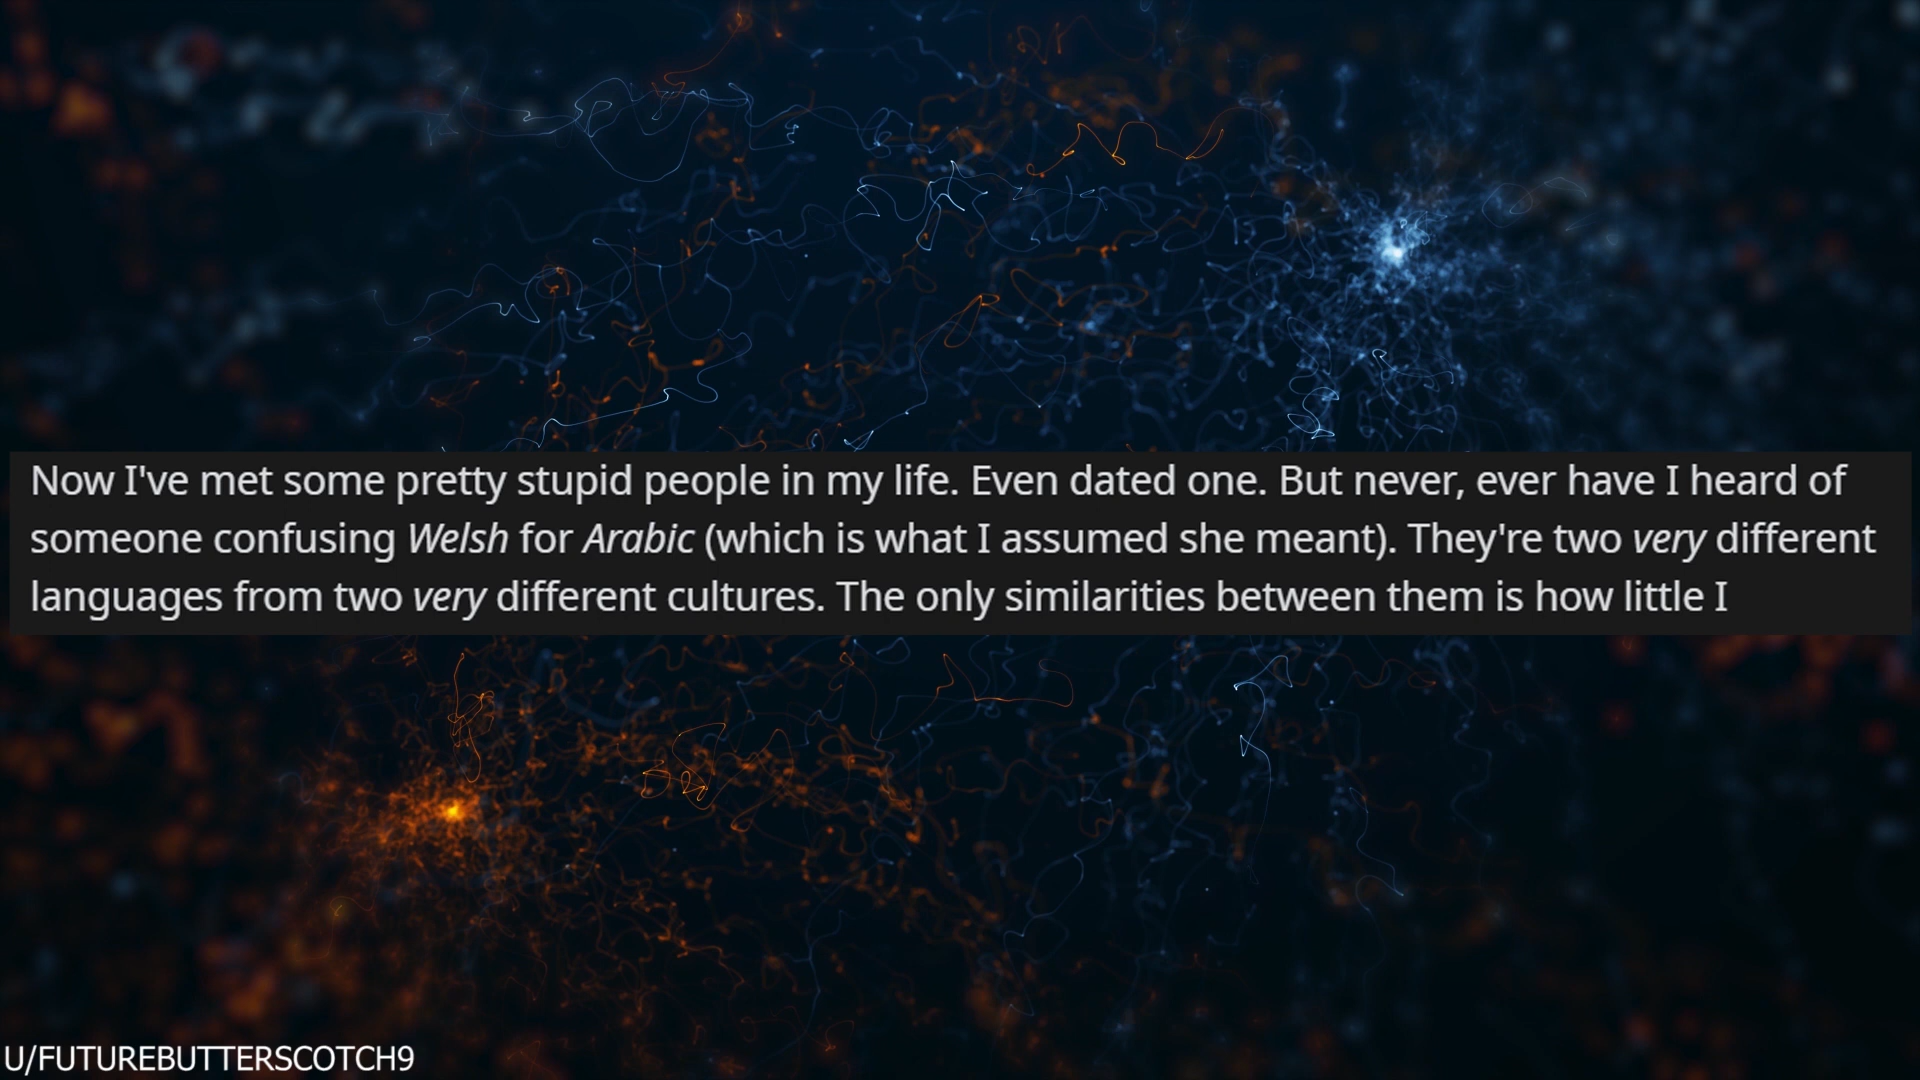 Now I've met some pretty stupid people in my life. Even dated one. But never, ever have I heard of
someone confusing Welsh for Arabic (which is what I assumed she meant). They're two very different
languages from two very different cultures. The only similarities between them is how little I
U/FUTUREBUTTERSCOTCH9